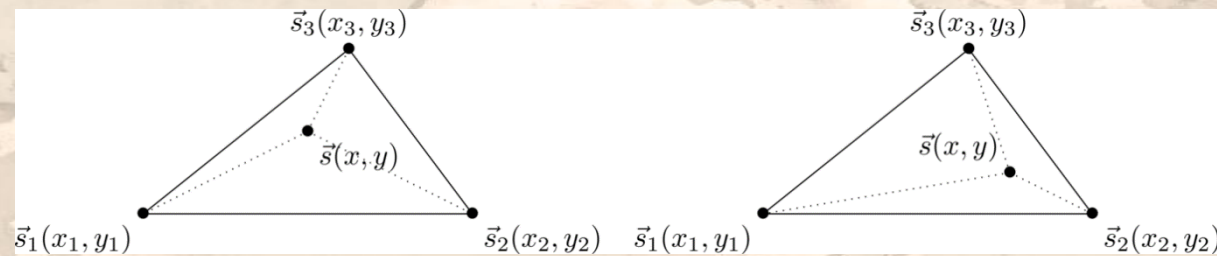 s⃗₃(x₃, y₃)
s⃗(x, y)
s⃗₁(x₁, y₁)
s⃗₂(x₂, y₂)
s⃗₃(x₃, y₃)
s⃗(x, y)
s⃗₁(x₁, y₁)
s⃗₂(x₂, y₂)